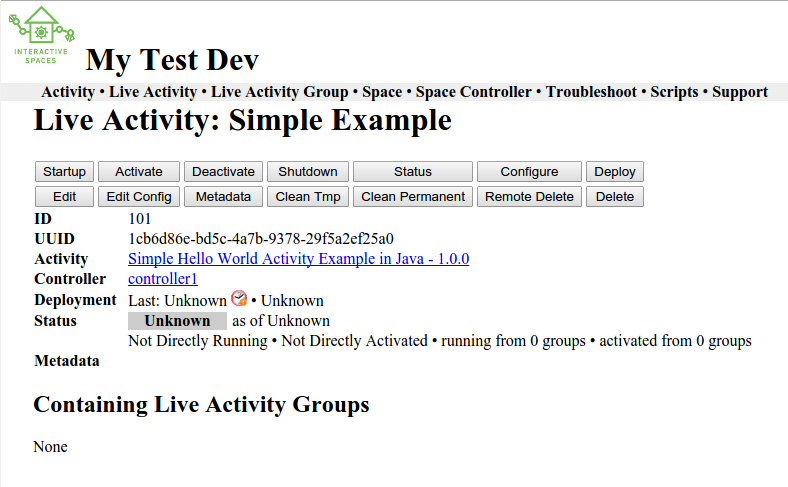 INTERACTIVE
SPACES
My Test Dev
Activity • Live Activity • Live Activity Group • Space • Space Controller • Troubleshoot • Scripts • Support
Live Activity: Simple Example
Startup Activate Deactivate Shutdown Status Configure Deploy
Edit Edit Config Metadata Clean Tmp Clean Permanent Remote Delete Delete
ID 101
UUID 1cb6d86e-bd5c-4a7b-9378-29f5a2ef25a0
Activity Simple Hello World Activity Example in Java - 1.0.0
Controller controller1
Deployment Last: Unknown • Unknown
Status Unknown as of Unknown
Not Directly Running • Not Directly Activated • running from 0 groups • activated from 0 groups
Metadata
Containing Live Activity Groups
None